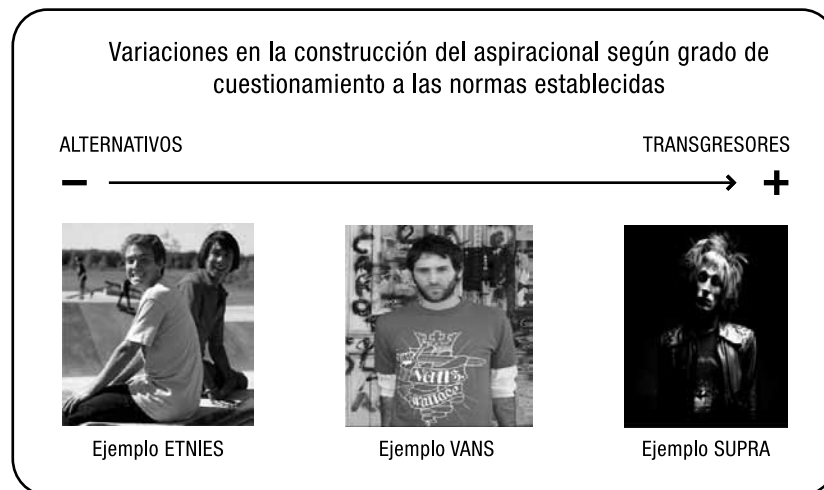 Variaciones en la construcción del aspiracional según grado de
cuestionamiento a las normas establecidas
ALTERNATIVOS
TRANSGRESORES
Ejemplo ETNIES
Ejemplo VANS
Ejemplo SUPRA